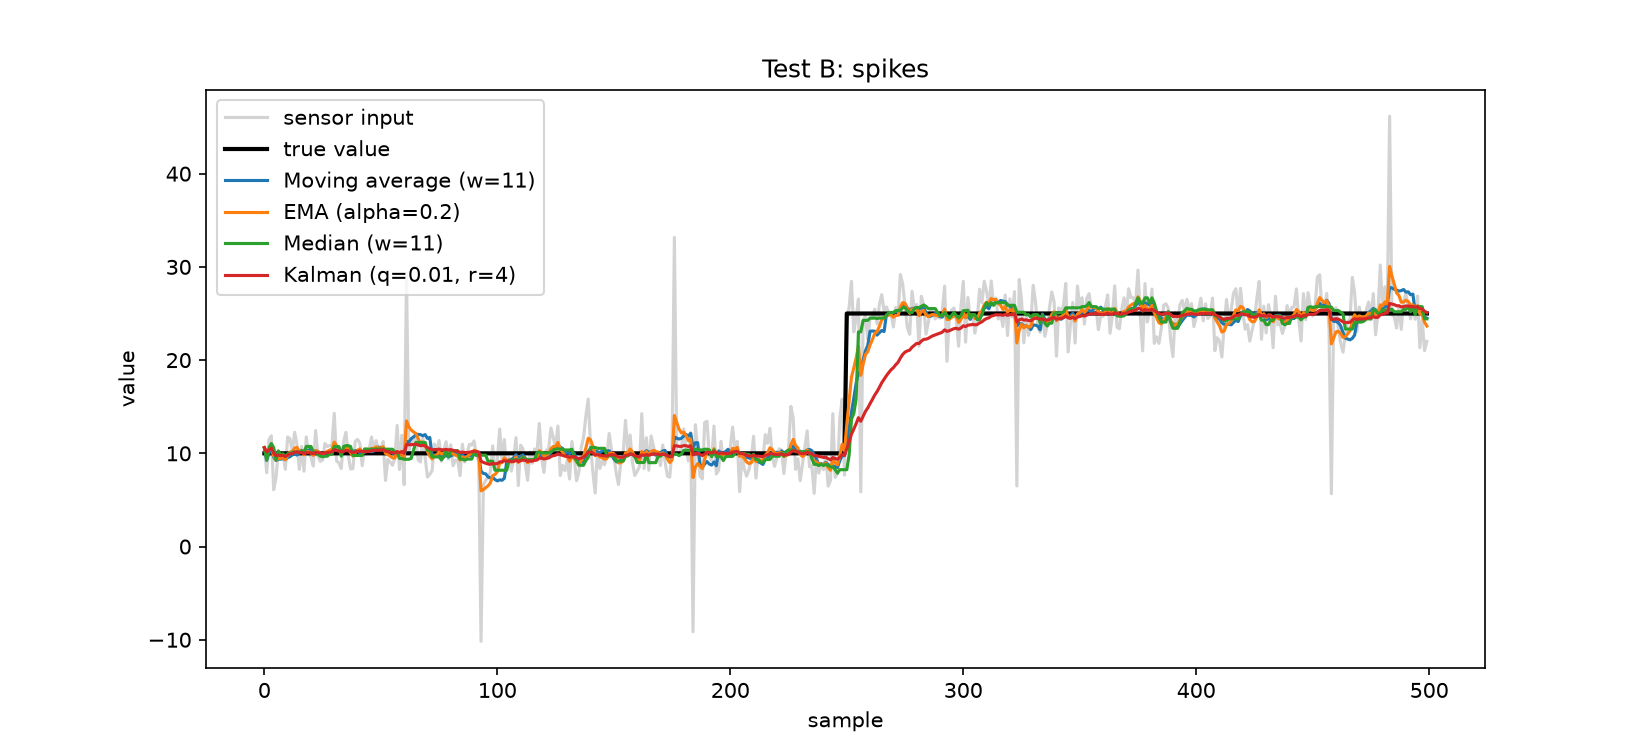 Test B: spikes
sensor input
true value
Moving average (w=11)
EMA (alpha=0.2)
Median (w=11)
Kalman (q=0.01, r=4)
value
40
30
20
10
0
−10
0 100 200 300 400 500
sample